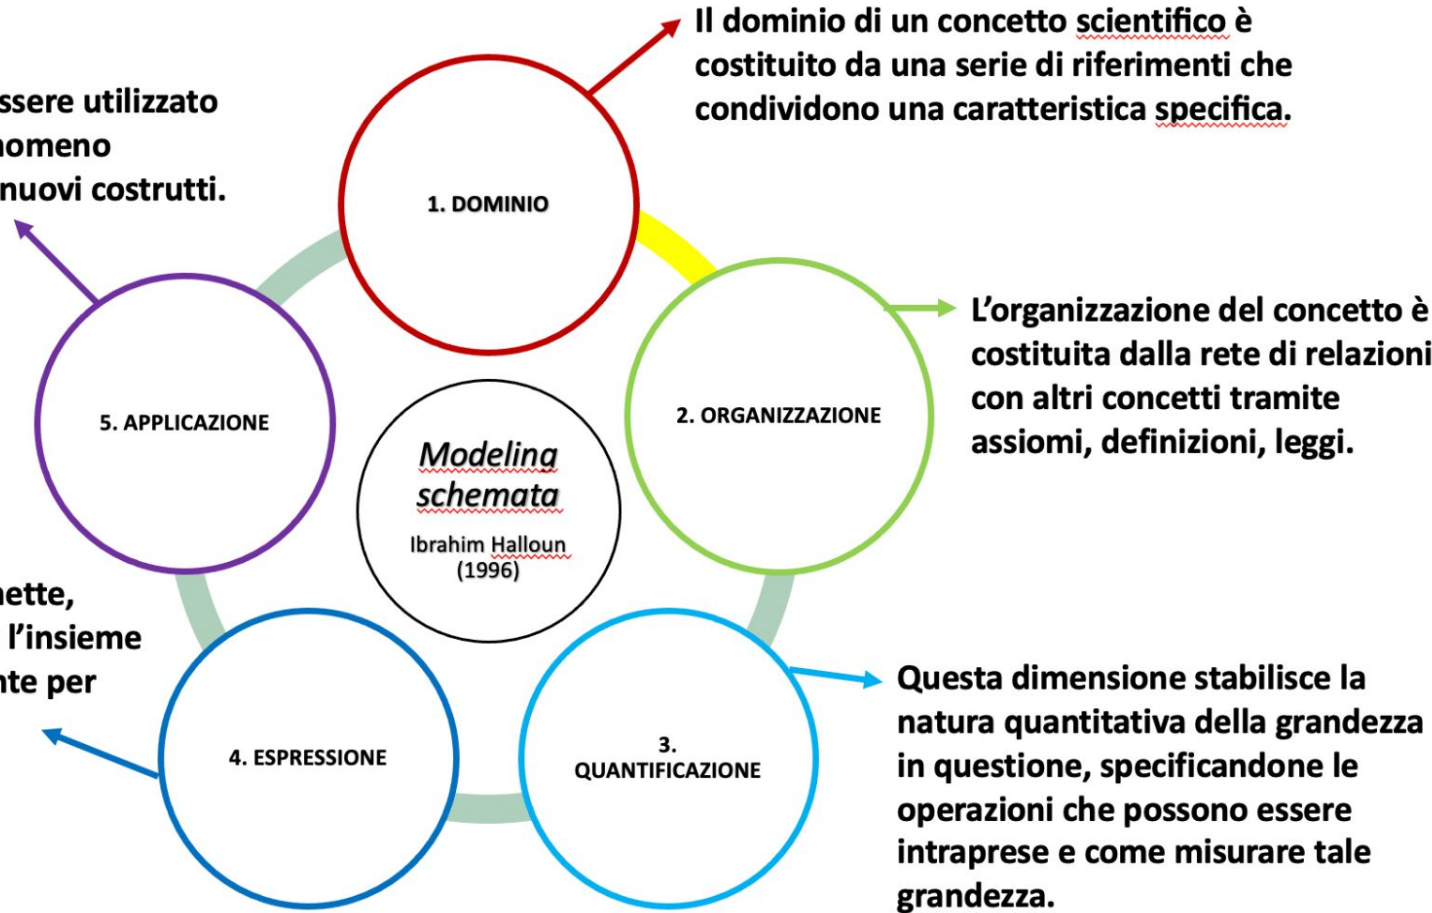 Il dominio di un concetto scientifico è
costituito da una serie di riferimenti che
condividono una caratteristica specifica.
ssere utilizzato
nomeno
nuovi costrutti.
1. DOMINIO
L’organizzazione del concetto è
costituita dalla rete di relazioni
con altri concetti tramite
assiomi, definizioni, leggi.
5. APPLICAZIONE
2. ORGANIZZAZIONE
Modeling
schemata
Ibrahim Halloun
(1996)
nette,
l’insieme
nte per
4. ESPRESSIONE
3.
QUANTIFICAZIONE
Questa dimensione stabilisce la
natura quantitativa della grandezza
in questione, specificandone le
operazioni che possono essere
intraprese e come misurare tale
grandezza.